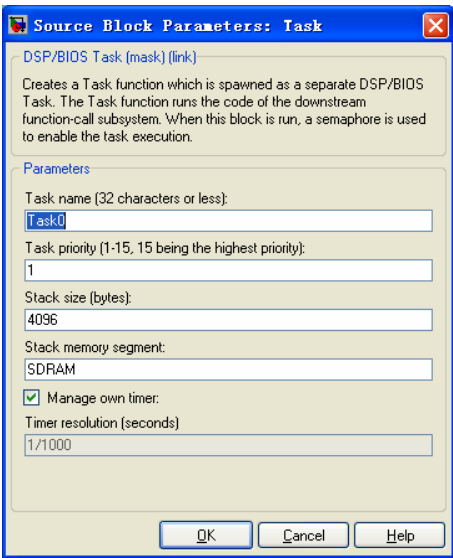 Source Block Parameters: Task
DSP/BIOS Task (mask) (link)
Creates a Task function which is spawned as a separate DSP/BIOS
Task. The Task function runs the code of the downstream
function-call subsystem. When this block is run, a semaphore is used
to enable the task execution.
Parameters
Task name (32 characters or less):
Task0
Task priority (1-15, 15 being the highest priority):
1
Stack size (bytes):
4096
Stack memory segment:
SDRAM
Manage own timer:
Timer resolution (seconds)
1/1000
OK Cancel Help